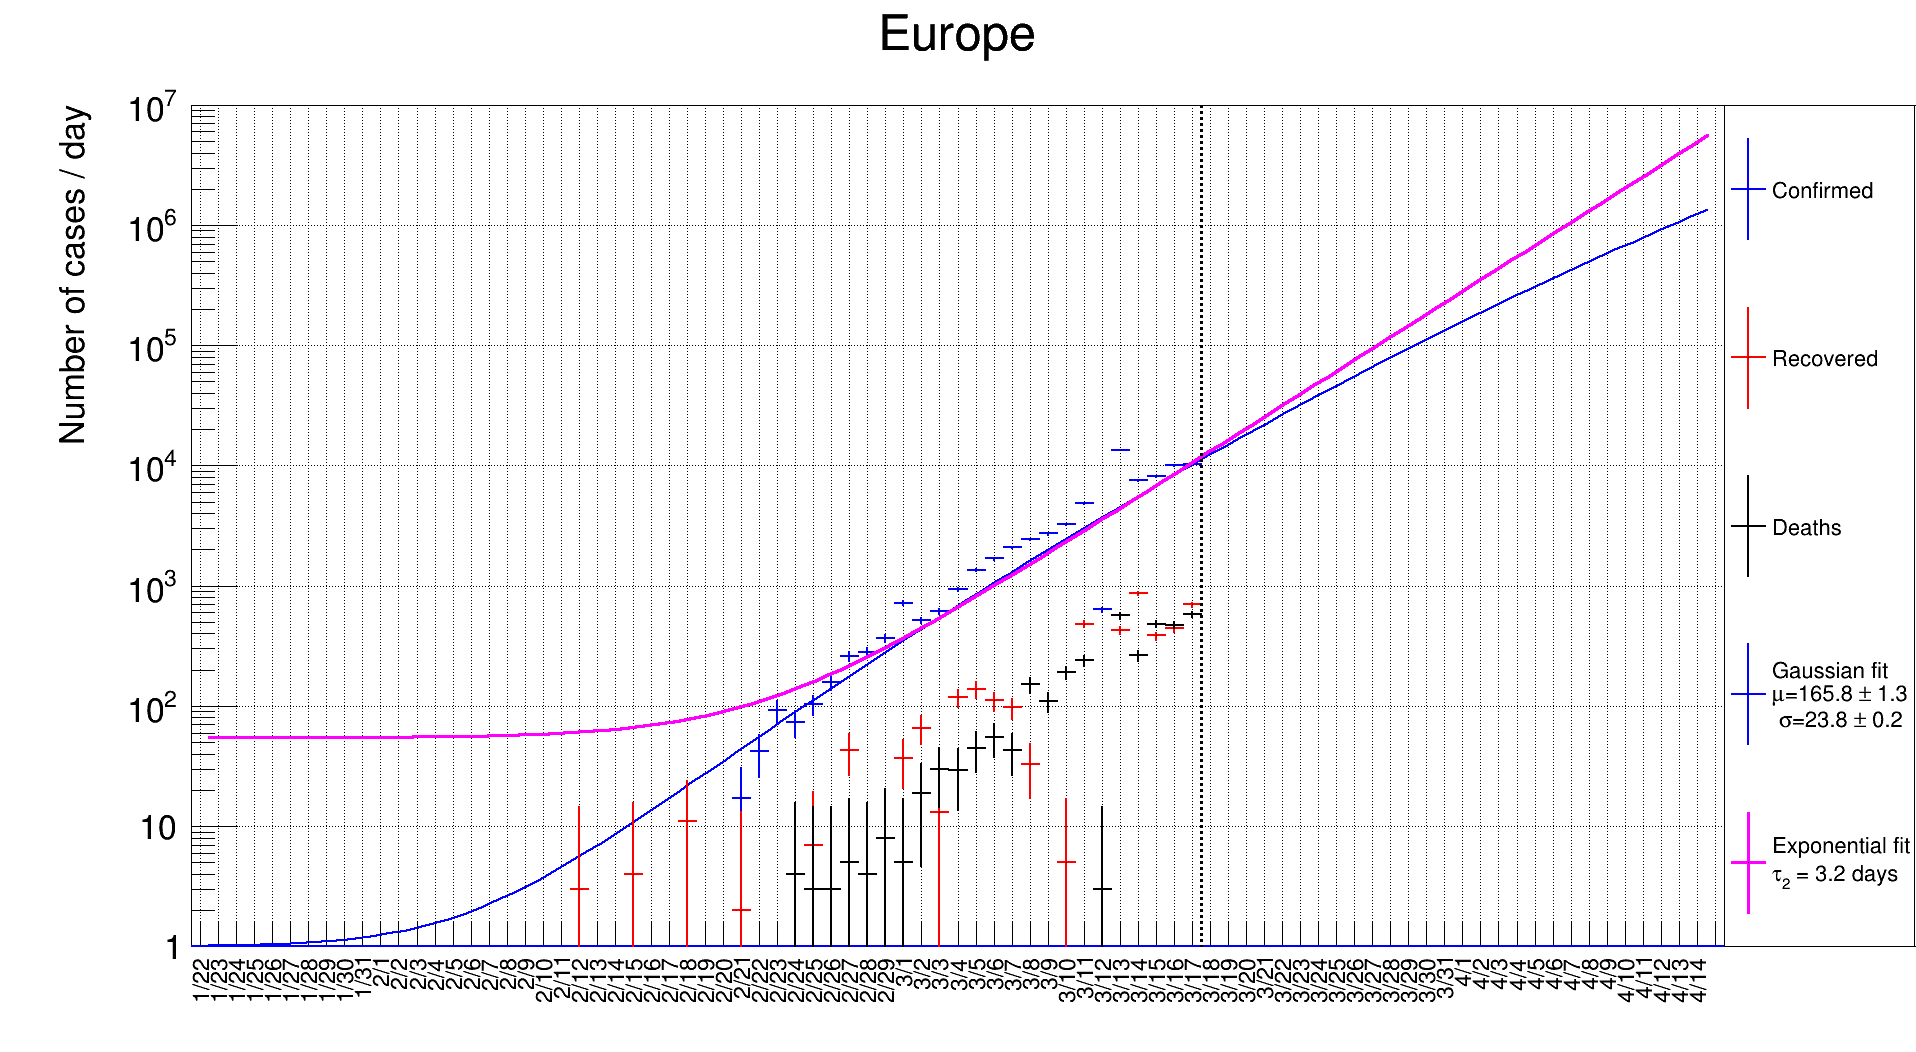 Europe
Number of cases / day
10^7
10^6
10^5
10^4
10^3
10^2
10
1
1/22 1/23 1/24 1/25 1/26 1/27 1/28 1/29 1/30 1/31 2/1 2/2 2/3 2/4 2/5 2/6 2/7 2/8 2/9 2/10 2/11 2/12 2/13 2/14 2/15 2/16 2/17 2/18 2/19 2/20 2/21 2/22 2/23 2/24 2/25 2/26 2/27 2/28 2/29 3/1 3/2 3/3 3/4 3/5 3/6 3/7 3/8 3/9 3/10 3/11 3/12 3/13 3/14 3/15 3/16 3/17 3/18 3/19 3/20 3/21 3/22 3/23 3/24 3/25 3/26 3/27 3/28 3/29 3/30 3/31 4/1 4/2 4/3 4/4 4/5 4/6 4/7 4/8 4/9 4/10 4/11 4/12 4/13 4/14
Confirmed
Recovered
Deaths
Gaussian fit
μ=165.8 ± 1.3
σ=23.8 ± 0.2
Exponential fit
τ_2 = 3.2 days